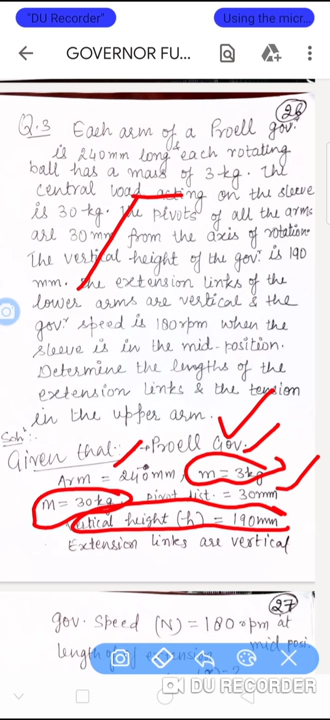 "DU Recorder"
Using the micr..
GOVERNOR FU...
28
Q.3 Each arm of a Proell gov.
is 240mm long & each rotating
ball has a mass of 3 kg. The
central load acting on the sleeve
is 30 kg. The pivots of all the arms
are 30 mm from the axis of rotation.
The vertical height of the gov. is 190
mm. The extension links of the
lower arms are vertical & the
gov. speed is 180 rpm when the
sleeve is in the mid-position.
Determine the lengths of the
extension links & the tension
in the upper arm.
Soln:
Given that: → Proell Gov.
Arm = 240mm, m = 3kg
M = 30kg, pivot dist. = 30mm
Vertical height (h) = 190mm
Extension links are vertical
27
gov. Speed (N) = 180 rpm at
mid posi.
length of extension
DU RECORDER